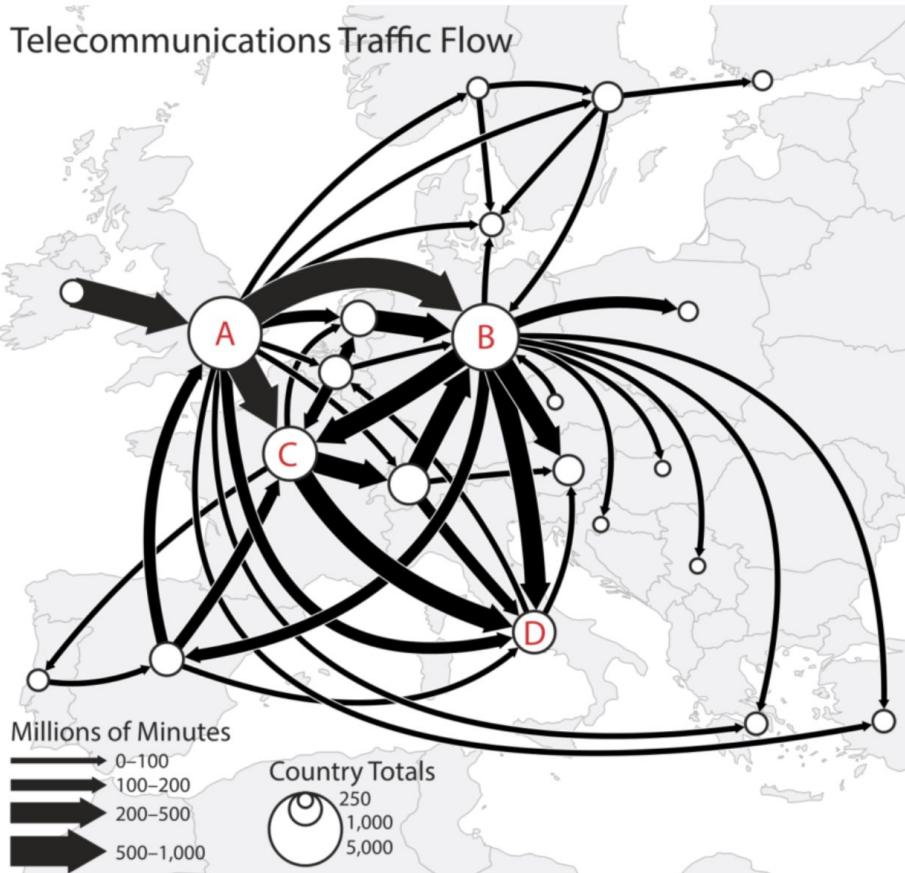 Telecommunications Traffic Flow
A
B
C
D
Millions of Minutes
0–100
100–200
200–500
500–1,000
Country Totals
250
1,000
5,000